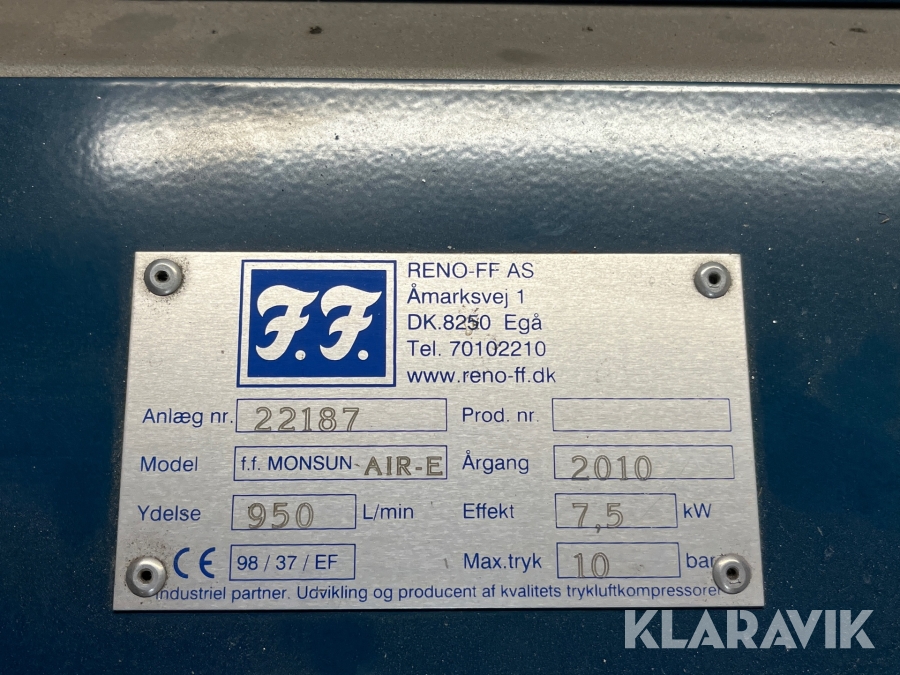 F.F.
RENO-FF AS
Åmarksvej 1
DK.8250 Egå
Tel. 70102210
www.reno-ff.dk
Anlæg nr. 22187 Prod. nr.
Model f.f. MONSUN AIR-E Årgang 2010
Ydelse 950 L/min Effekt 7,5 kW
CE 98 / 37 / EF Max.tryk 10 bar
Industriel partner. Udvikling og producent af kvalitets trykluftkompressorer
KLARAVIK